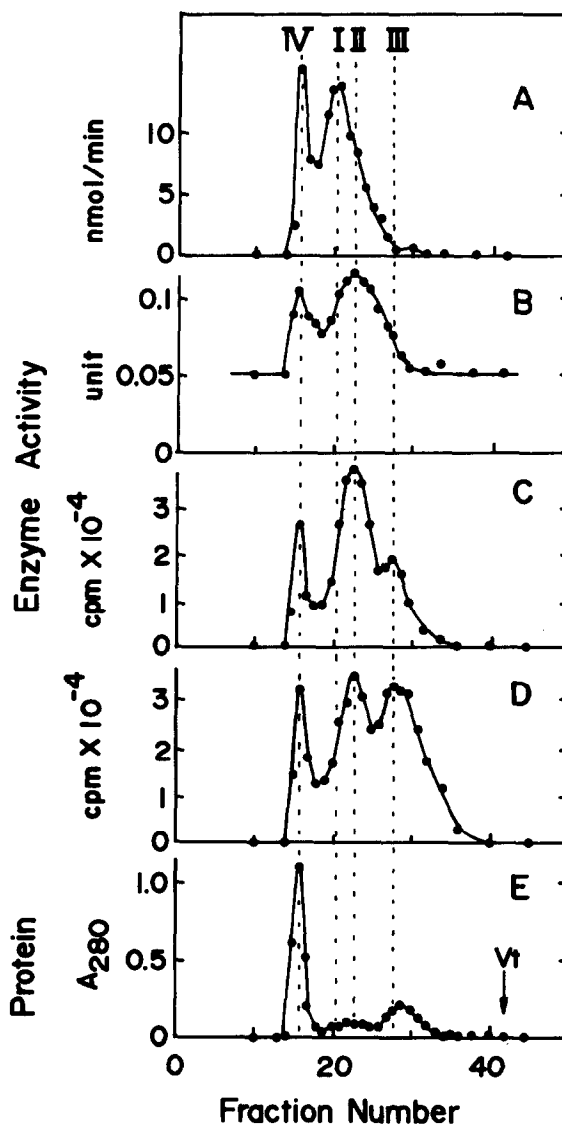 IV I II III
A
10
5
0
nmol/min
B
0.1
0.05
0
unit
C
3
2
1
0
cpm X 10-4
D
3
2
1
0
cpm X 10-4
E
1.0
0.5
0
A280
Vt
Enzyme Activity
Protein
0 20 40
Fraction Number